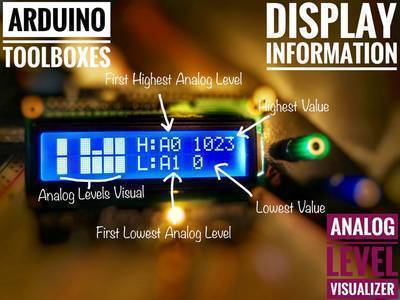 ARDUINO
TOOLBOXES
DISPLAY
INFORMATION
First Highest Analog Level
Highest Value
H:A0 1023
L:A1 0
Analog Levels Visual
Lowest Value
First Lowest Analog Level
ANALOG
LEVEL
VISUALIZER